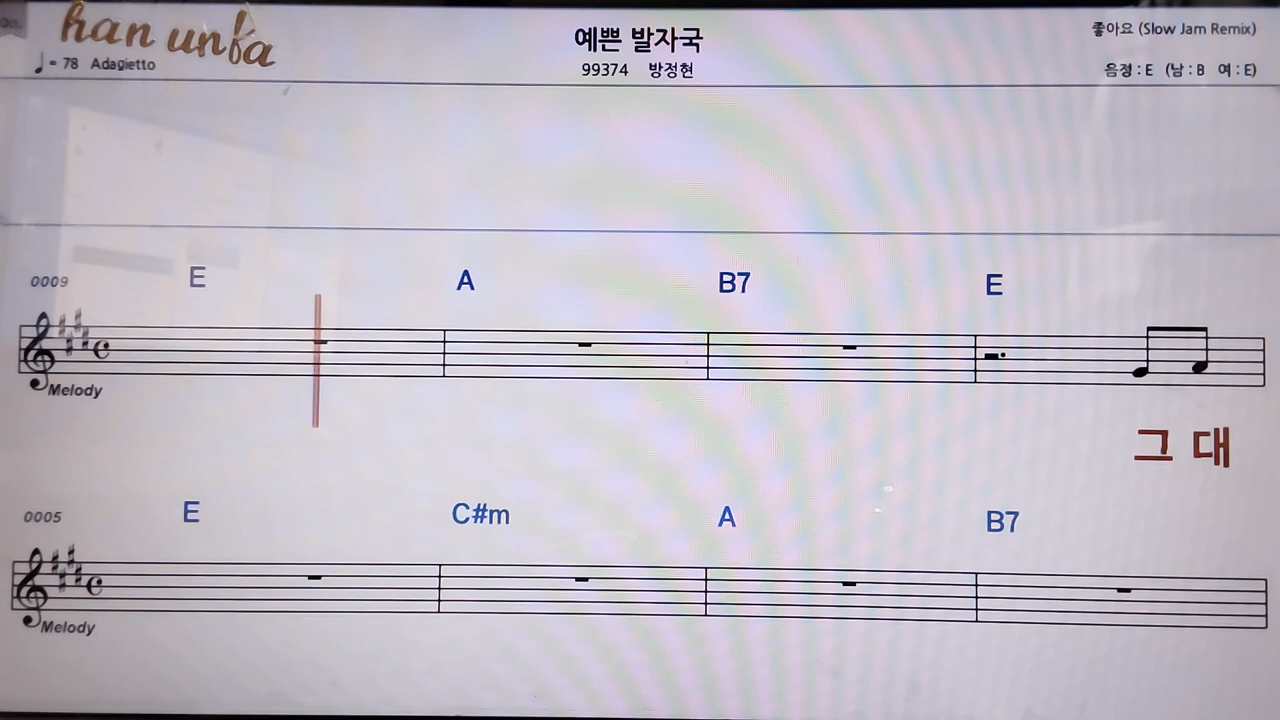 han unba
♩= 78 Adagietto
예쁜 발자국
99374 방정현
좋아요 (Slow Jam Remix)
음정 : E (남 : B 여 : E)
0009 E A B7 E
Melody
그 대
0005 E C#m A B7
Melody